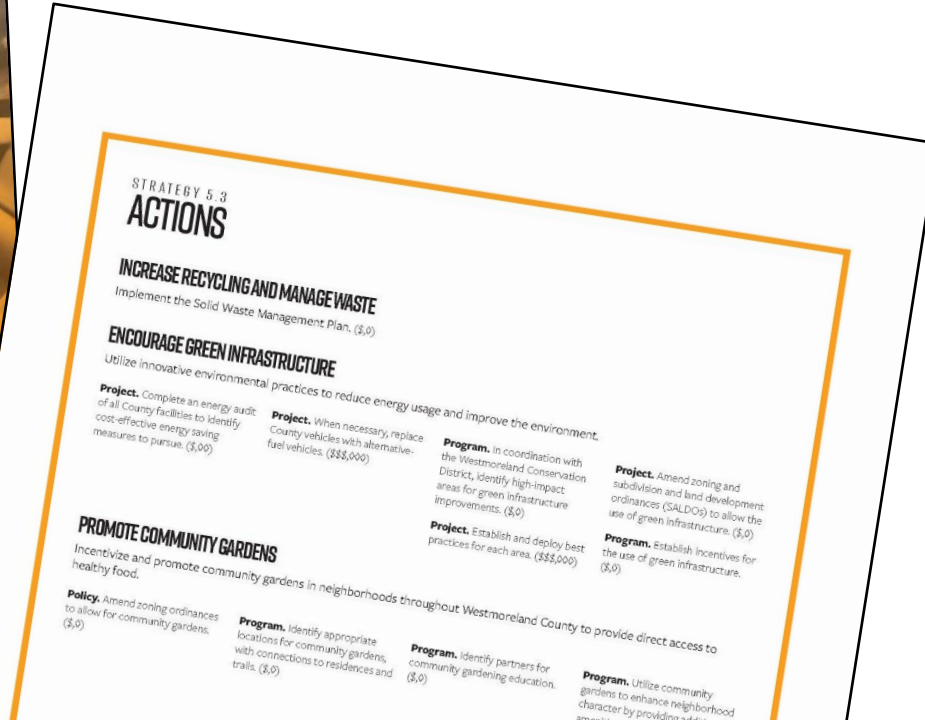 STRATEGY 5.3
ACTIONS
INCREASE RECYCLING AND MANAGE WASTE
Implement the Solid Waste Management Plan. ($,0)
ENCOURAGE GREEN INFRASTRUCTURE
Utilize innovative environmental practices to reduce energy usage and improve the environment.
Project. Complete an energy audit
of all County facilities to identify
cost-effective energy saving
measures to pursue. ($,00)
Project. When necessary, replace
County vehicles with alternative-
fuel vehicles. ($$$,000)
Program. In coordination with
the Westmoreland Conservation
District, identify high-impact
areas for green infrastructure
improvements. ($,0)
Project. Establish and deploy best
practices for each area. ($$$,000)
Project. Amend zoning and
subdivision and land development
ordinances (SALDOs) to allow the
use of green infrastructure. ($,0)
Program. Establish incentives for
the use of green infrastructure.
($,0)
PROMOTE COMMUNITY GARDENS
Incentivize and promote community gardens in neighborhoods throughout Westmoreland County to provide direct access to
healthy food.
Policy. Amend zoning ordinances
to allow for community gardens.
($,0)
Program. Identify appropriate
locations for community gardens,
with connections to residences and
trails. ($,0)
Program. Identify partners for
community gardening education.
($,0)
Program. Utilize community
gardens to enhance neighborhood
character by providing